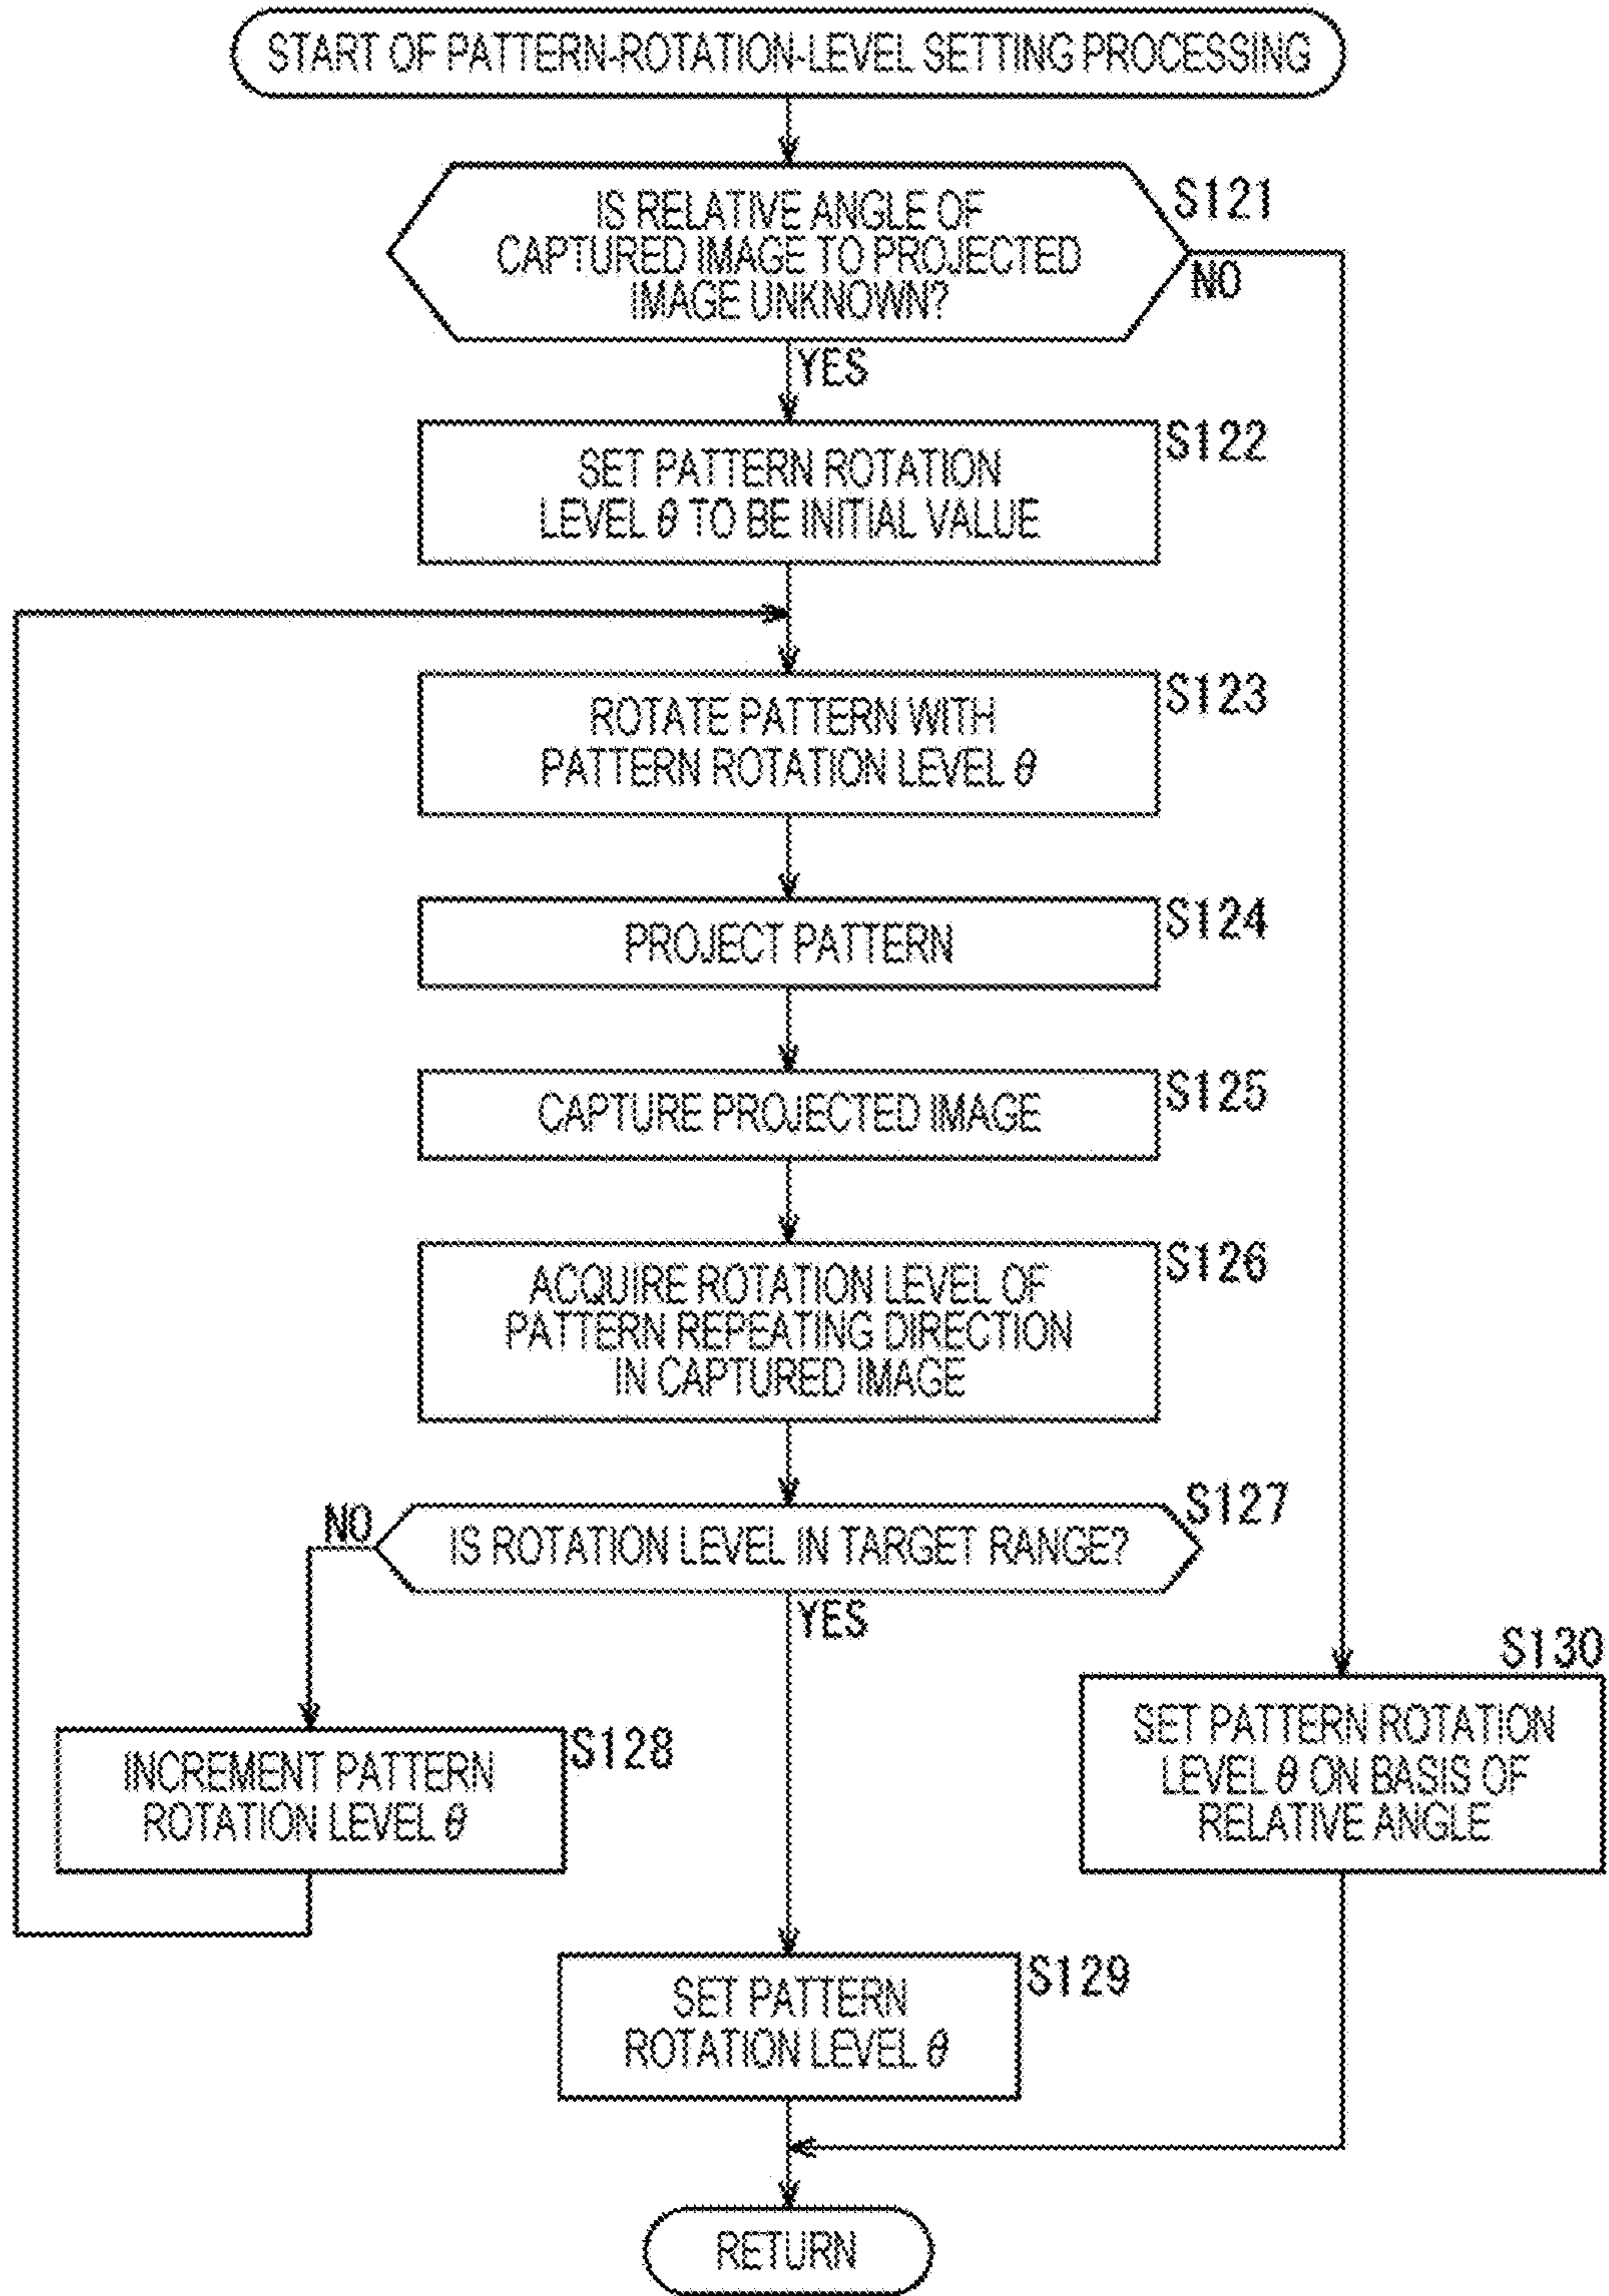 START OF PATTERN-ROTATION-LEVEL SETTING PROCESSING
IS RELATIVE ANGLE OF
CAPTURED IMAGE TO PROJECTED
IMAGE UNKNOWN?
S121
NO
YES
SET PATTERN ROTATION
LEVEL θ TO BE INITIAL VALUE
S122
ROTATE PATTERN WITH
PATTERN ROTATION LEVEL θ
S123
PROJECT PATTERN
S124
CAPTURE PROJECTED IMAGE
S125
ACQUIRE ROTATION LEVEL OF
PATTERN REPEATING DIRECTION
IN CAPTURED IMAGE
S126
IS ROTATION LEVEL IN TARGET RANGE?
S127
NO
YES
INCREMENT PATTERN
ROTATION LEVEL θ
S128
S130
SET PATTERN ROTATION
LEVEL θ ON BASIS OF
RELATIVE ANGLE
SET PATTERN
ROTATION LEVEL θ
S129
RETURN